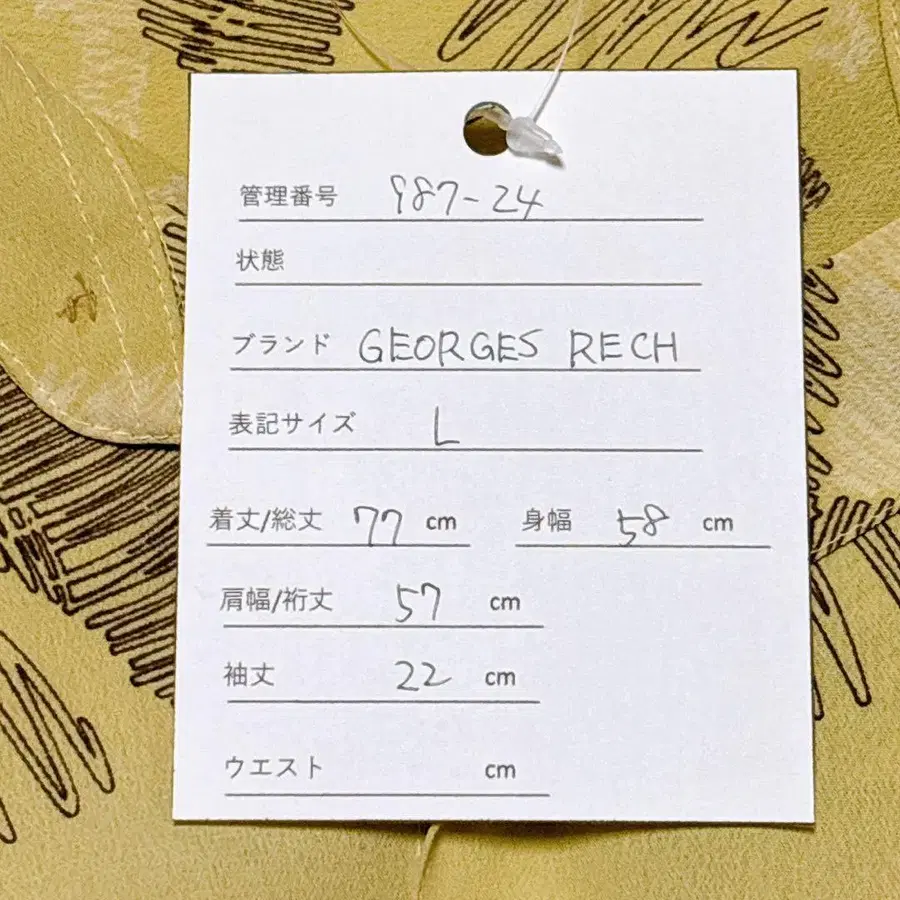 管理番号 987-24
状態
ブランド GEORGES RECH
表記サイズ L
着丈/総丈 77 cm 身幅 58 cm
肩幅/裄丈 57 cm
袖丈 22 cm
ウエスト cm